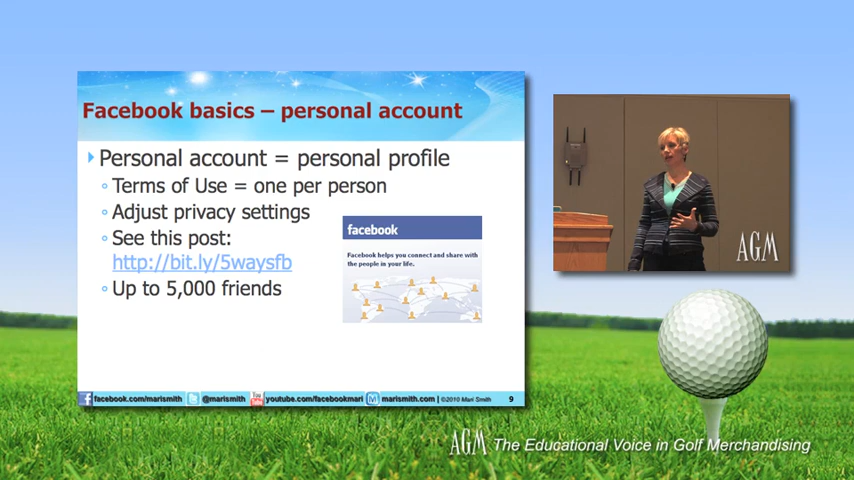 Facebook basics – personal account
Personal account = personal profile
Terms of Use = one per person
Adjust privacy settings
See this post:
http://bit.ly/5waysfb
Up to 5,000 friends
facebook
Facebook helps you connect and share with
the people in your life.
facebook.com/marismith @marismith You Tube youtube.com/facebookmari marismith.com | ©2010 Mari Smith 9
AGM
AGM The Educational Voice in Golf Merchandising